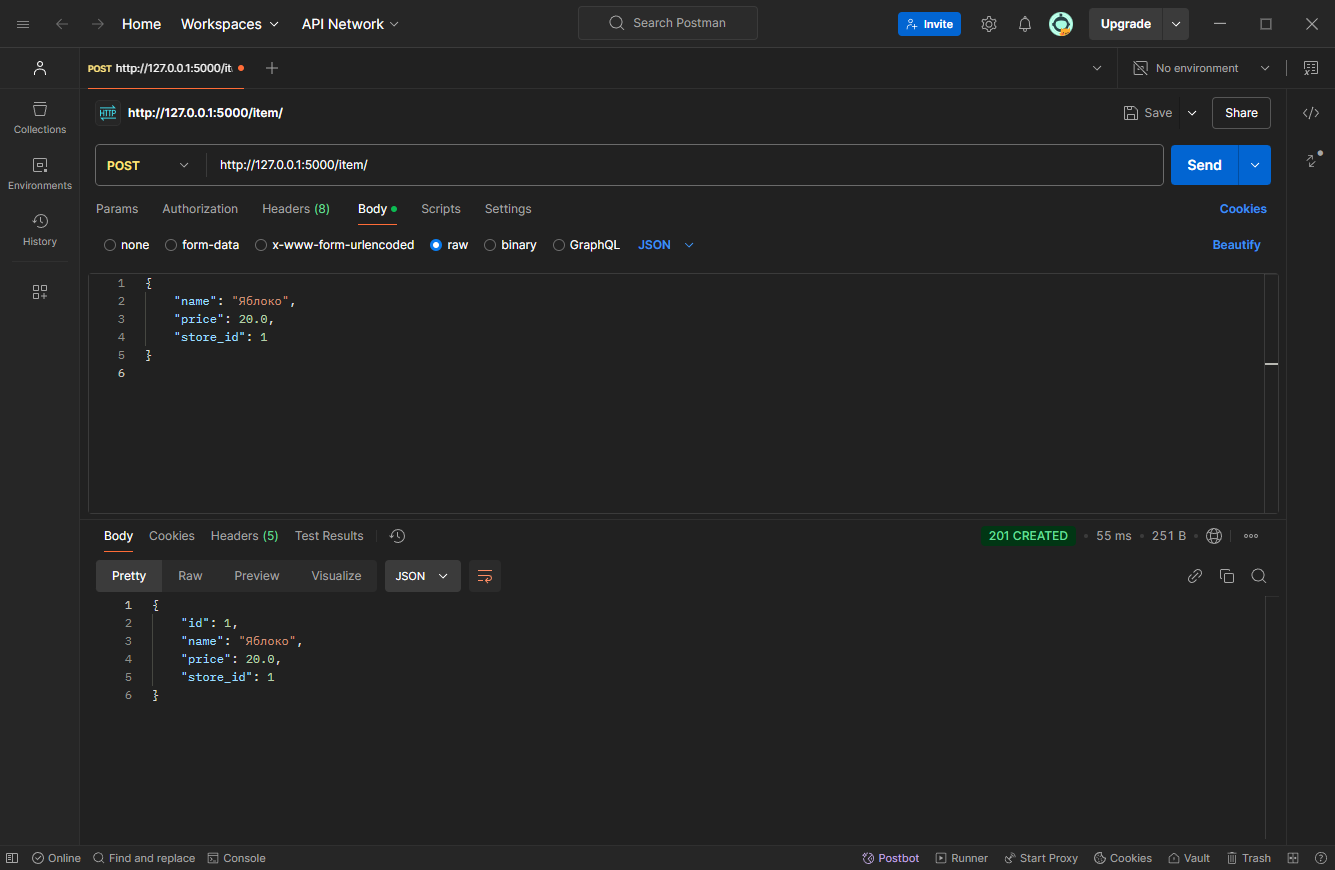 Home Workspaces API Network Search Postman Invite Upgrade
POST http://127.0.0.1:5000/it No environment
HTTP http://127.0.0.1:5000/item/ Save Share
Collections
Environments
History
POST http://127.0.0.1:5000/item/ Send
Params Authorization Headers (8) Body Scripts Settings Cookies
none form-data x-www-form-urlencoded raw binary GraphQL JSON Beautify
1 {
2 "name": "Яблоко",
3 "price": 20.0,
4 "store_id": 1
5 }
6
Body Cookies Headers (5) Test Results 201 CREATED 55 ms 251 B
Pretty Raw Preview Visualize JSON
1 {
2 "id": 1,
3 "name": "Яблоко",
4 "price": 20.0,
5 "store_id": 1
6 }
Online Find and replace Console Postbot Runner Start Proxy Cookies Vault Trash